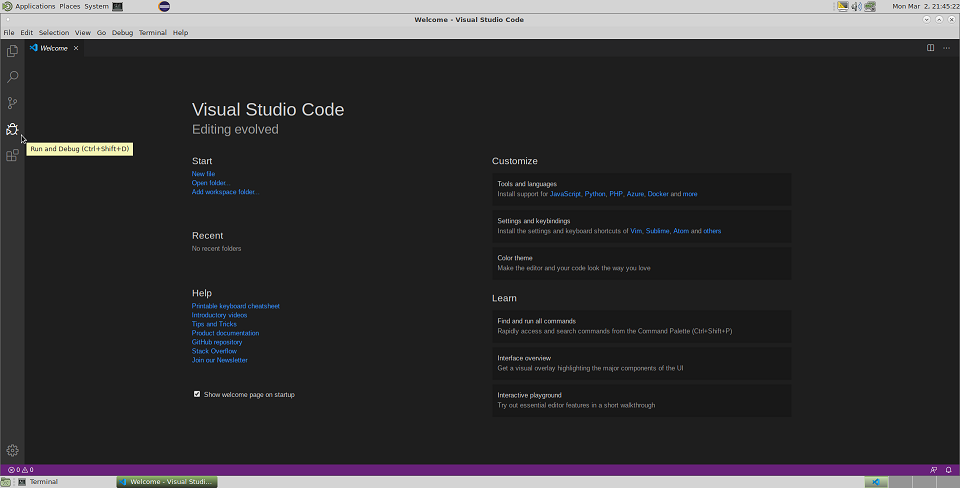 Applications Places System
Mon Mar 2, 21:45:22
Welcome - Visual Studio Code
File Edit Selection View Go Debug Terminal Help
Welcome
Visual Studio Code
Editing evolved
Run and Debug (Ctrl+Shift+D)
Start
New file
Open folder...
Add workspace folder...
Recent
No recent folders
Help
Printable keyboard cheatsheet
Introductory videos
Tips and Tricks
Product documentation
GitHub repository
Stack Overflow
Join our Newsletter
Show welcome page on startup
Customize
Tools and languages
Install support for JavaScript, Python, PHP, Azure, Docker and more
Settings and keybindings
Install the settings and keyboard shortcuts of Vim, Sublime, Atom and others
Color theme
Make the editor and your code look the way you love
Learn
Find and run all commands
Rapidly access and search commands from the Command Palette (Ctrl+Shift+P)
Interface overview
Get a visual overlay highlighting the major components of the UI
Interactive playground
Try out essential editor features in a short walkthrough
0 0
Terminal
Welcome - Visual Studi...